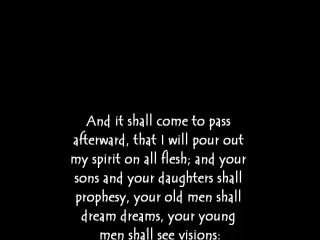 And it shall come to pass
afterward, that I will pour out
my spirit on all flesh; and your
sons and your daughters shall
prophesy, your old men shall
dream dreams, your young
men shall see visions: